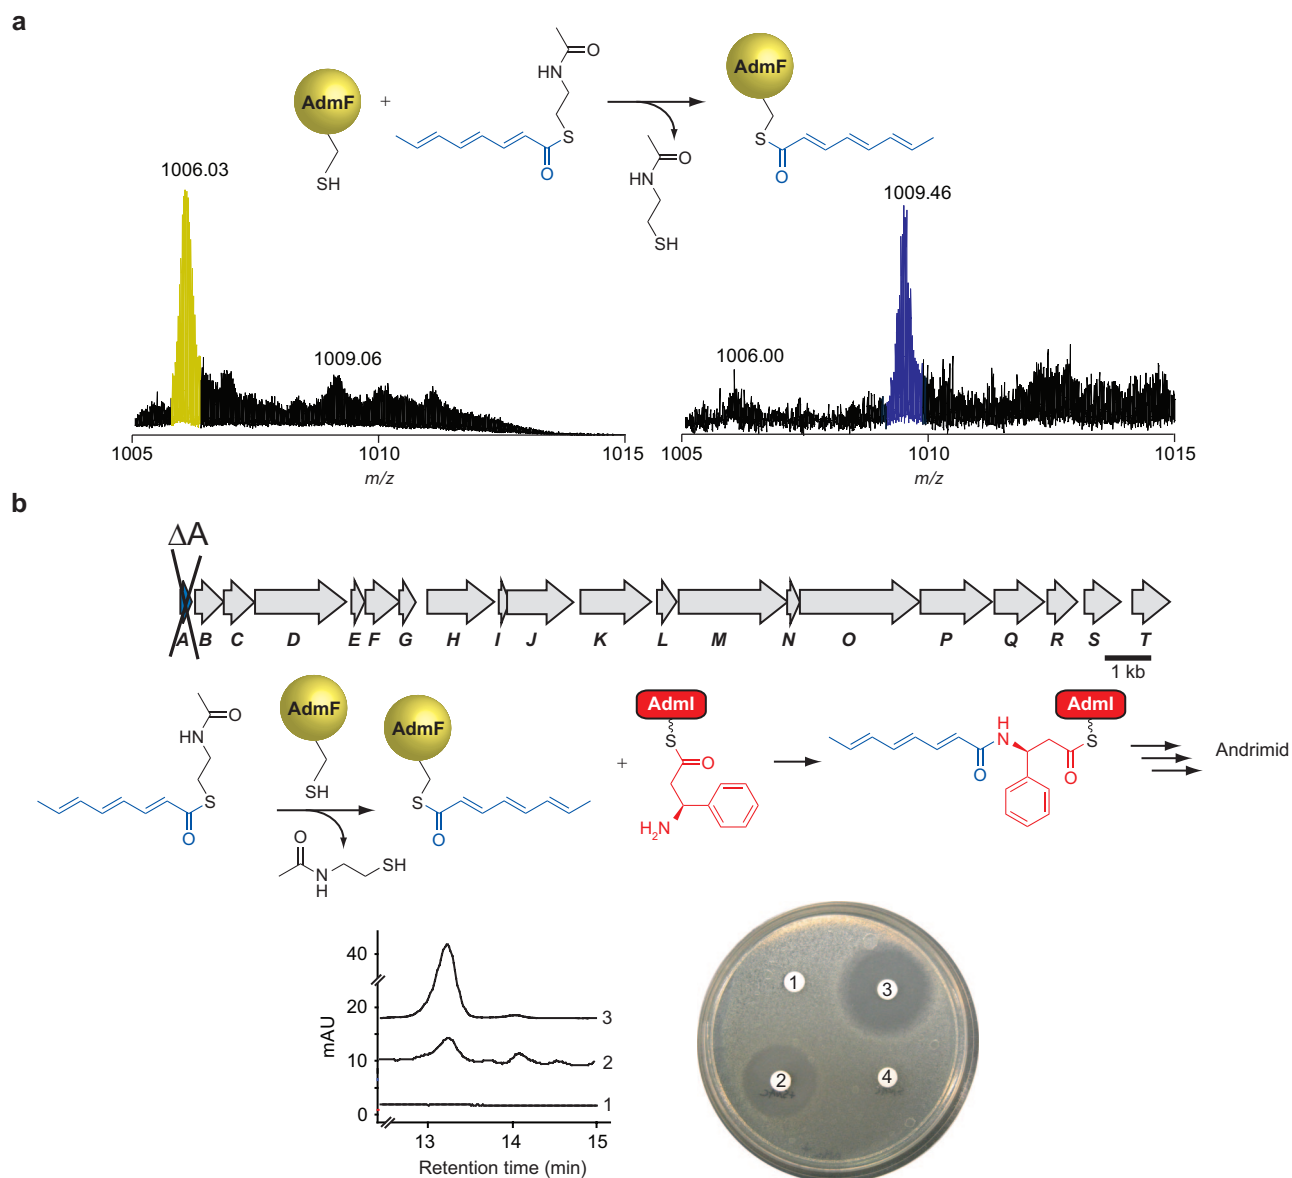 a
AdmF
+
SH
HN
O
S
O
HN
O
SH
AdmF
S
O
1006.03
1009.06
1005
1010
1015
m/z
1006.00
1009.46
1005
1010
1015
m/z
b
ΔA
A B C D E F G H I J K L M N O P Q R S T
1 kb
O
HN
S
O
AdmF
SH
O
N
H
SH
AdmF
S
O
+
AdmI
S
O
H2N
H
N
O
O
S
AdmI
Andrimid
mAU
40
20
10
0
3
2
1
13
14
15
Retention time (min)
1
3
2
4